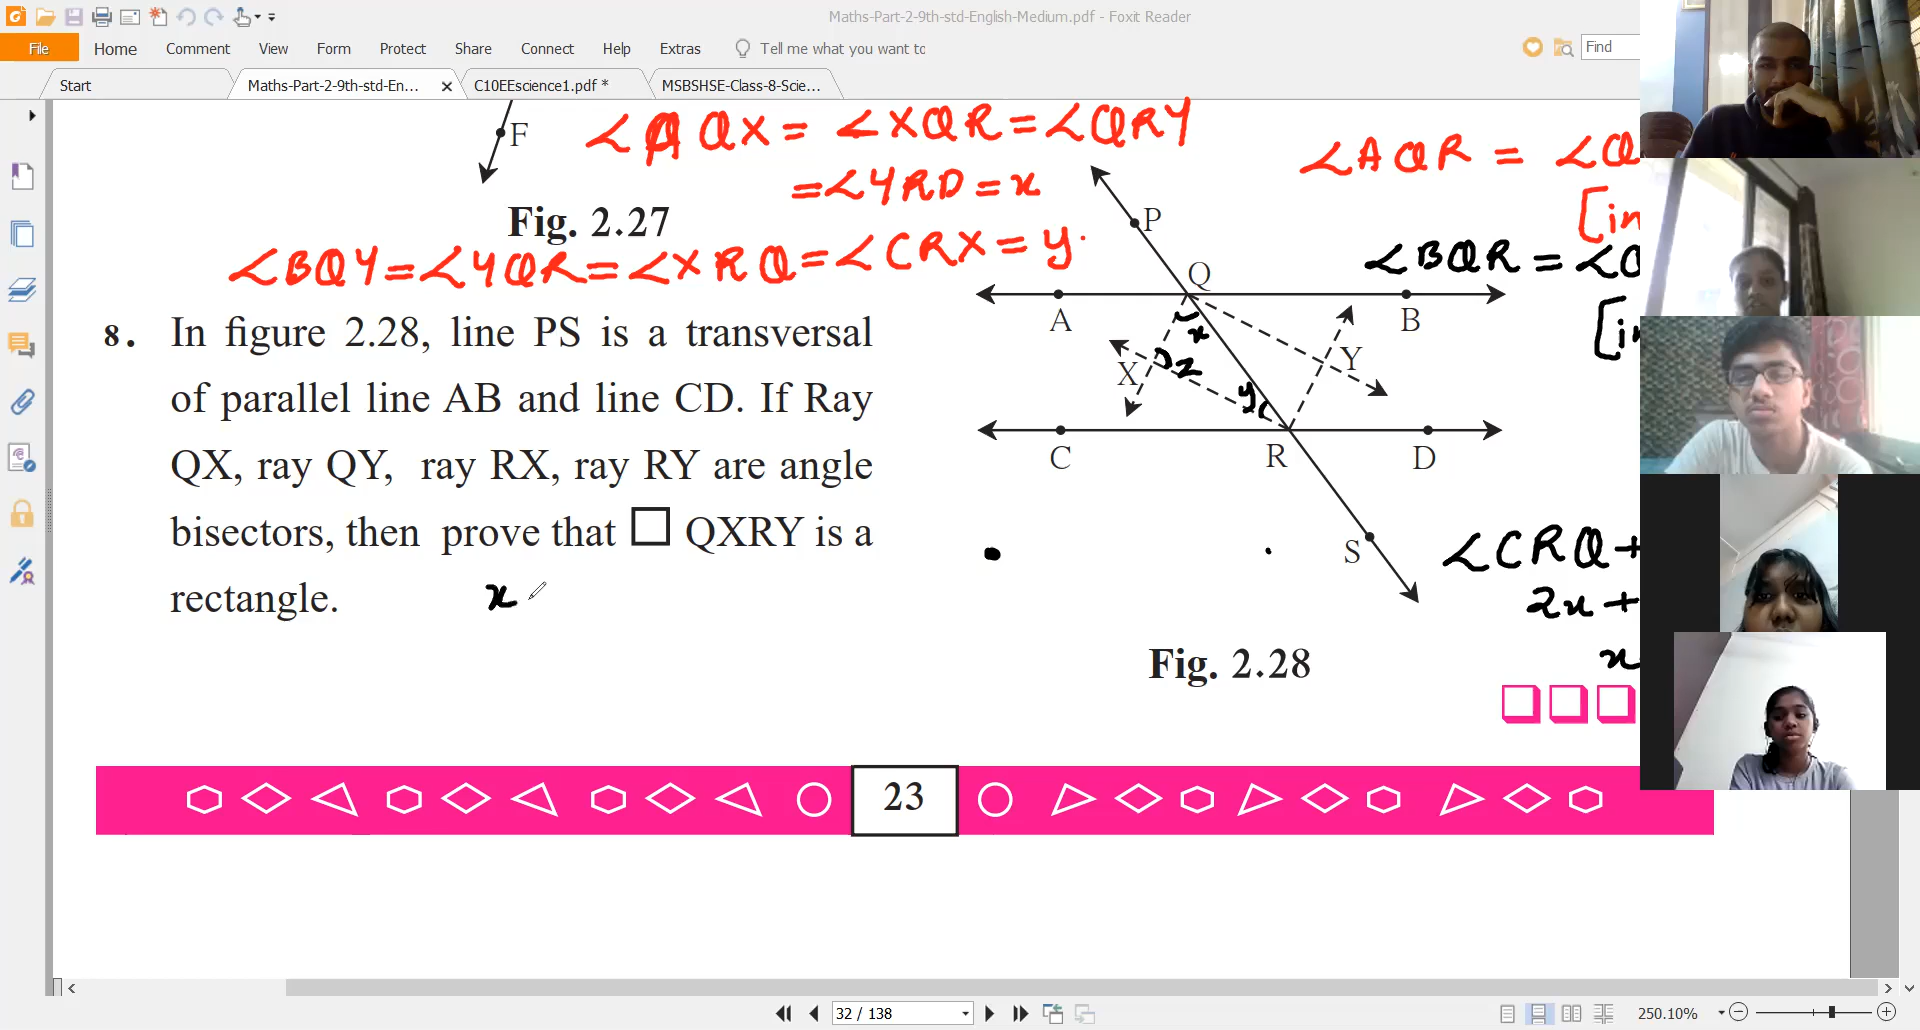 Maths-Part-2-9th-std-English-Medium.pdf - Foxit Reader
File Home Comment View Form Protect Share Connect Help Extras Tell me what you want to Find
Start Maths-Part-2-9th-std-En... C10EEscience1.pdf * MSBSHSE-Class-8-Scie...
F
∠AQX = ∠XQR = ∠QRY
= ∠YRD = x
Fig. 2.27
∠BQY = ∠YQR = ∠XRQ = ∠CRX = y.
8. In figure 2.28, line PS is a transversal
of parallel line AB and line CD. If Ray
QX, ray QY, ray RX, ray RY are angle
bisectors, then prove that □ QXRY is a
rectangle.
x
P
Q
A B
x
X z Y
y
C R D
S
Fig. 2.28
∠AQR = ∠Q
[in
∠BQR = ∠
[in
∠CRQ +
2x +
x
23
32 / 138
250.10%